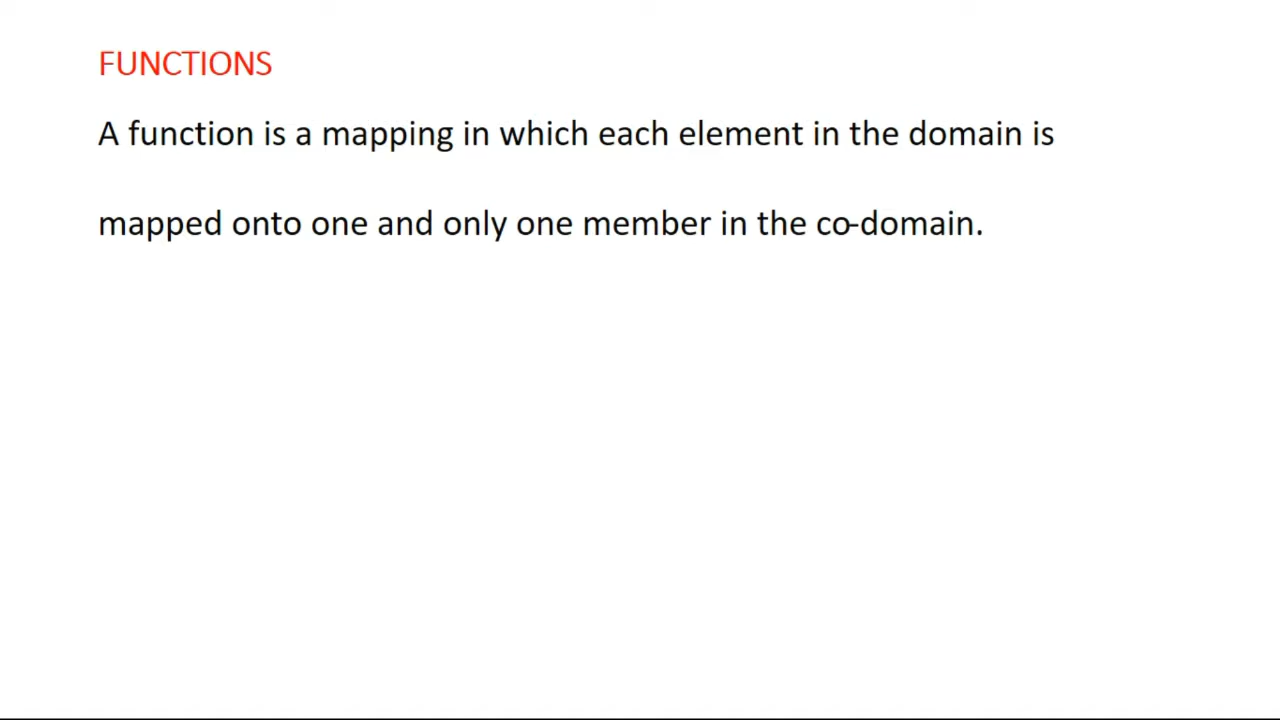 FUNCTIONS
A function is a mapping in which each element in the domain is
mapped onto one and only one member in the co-domain.